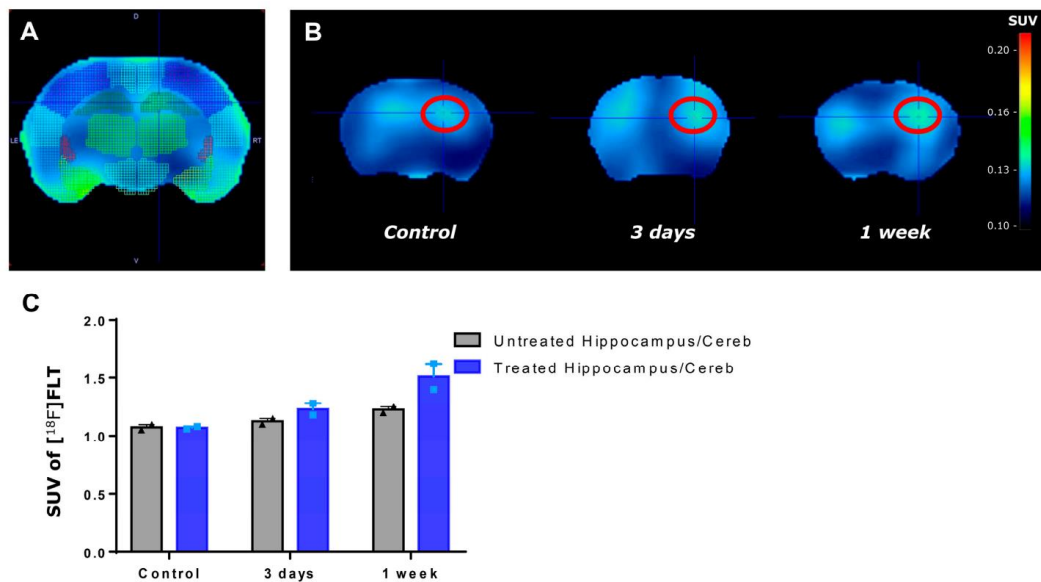 A
D
LE
RT
V
B
SUV
0.20
0.16
0.13
0.10
Control
3 days
1 week
C
SUV of [¹⁸F]FLT
2.0
1.5
1.0
0.5
0.0
Untreated Hippocampus/Cereb
Treated Hippocampus/Cereb
Control
3 days
1 week